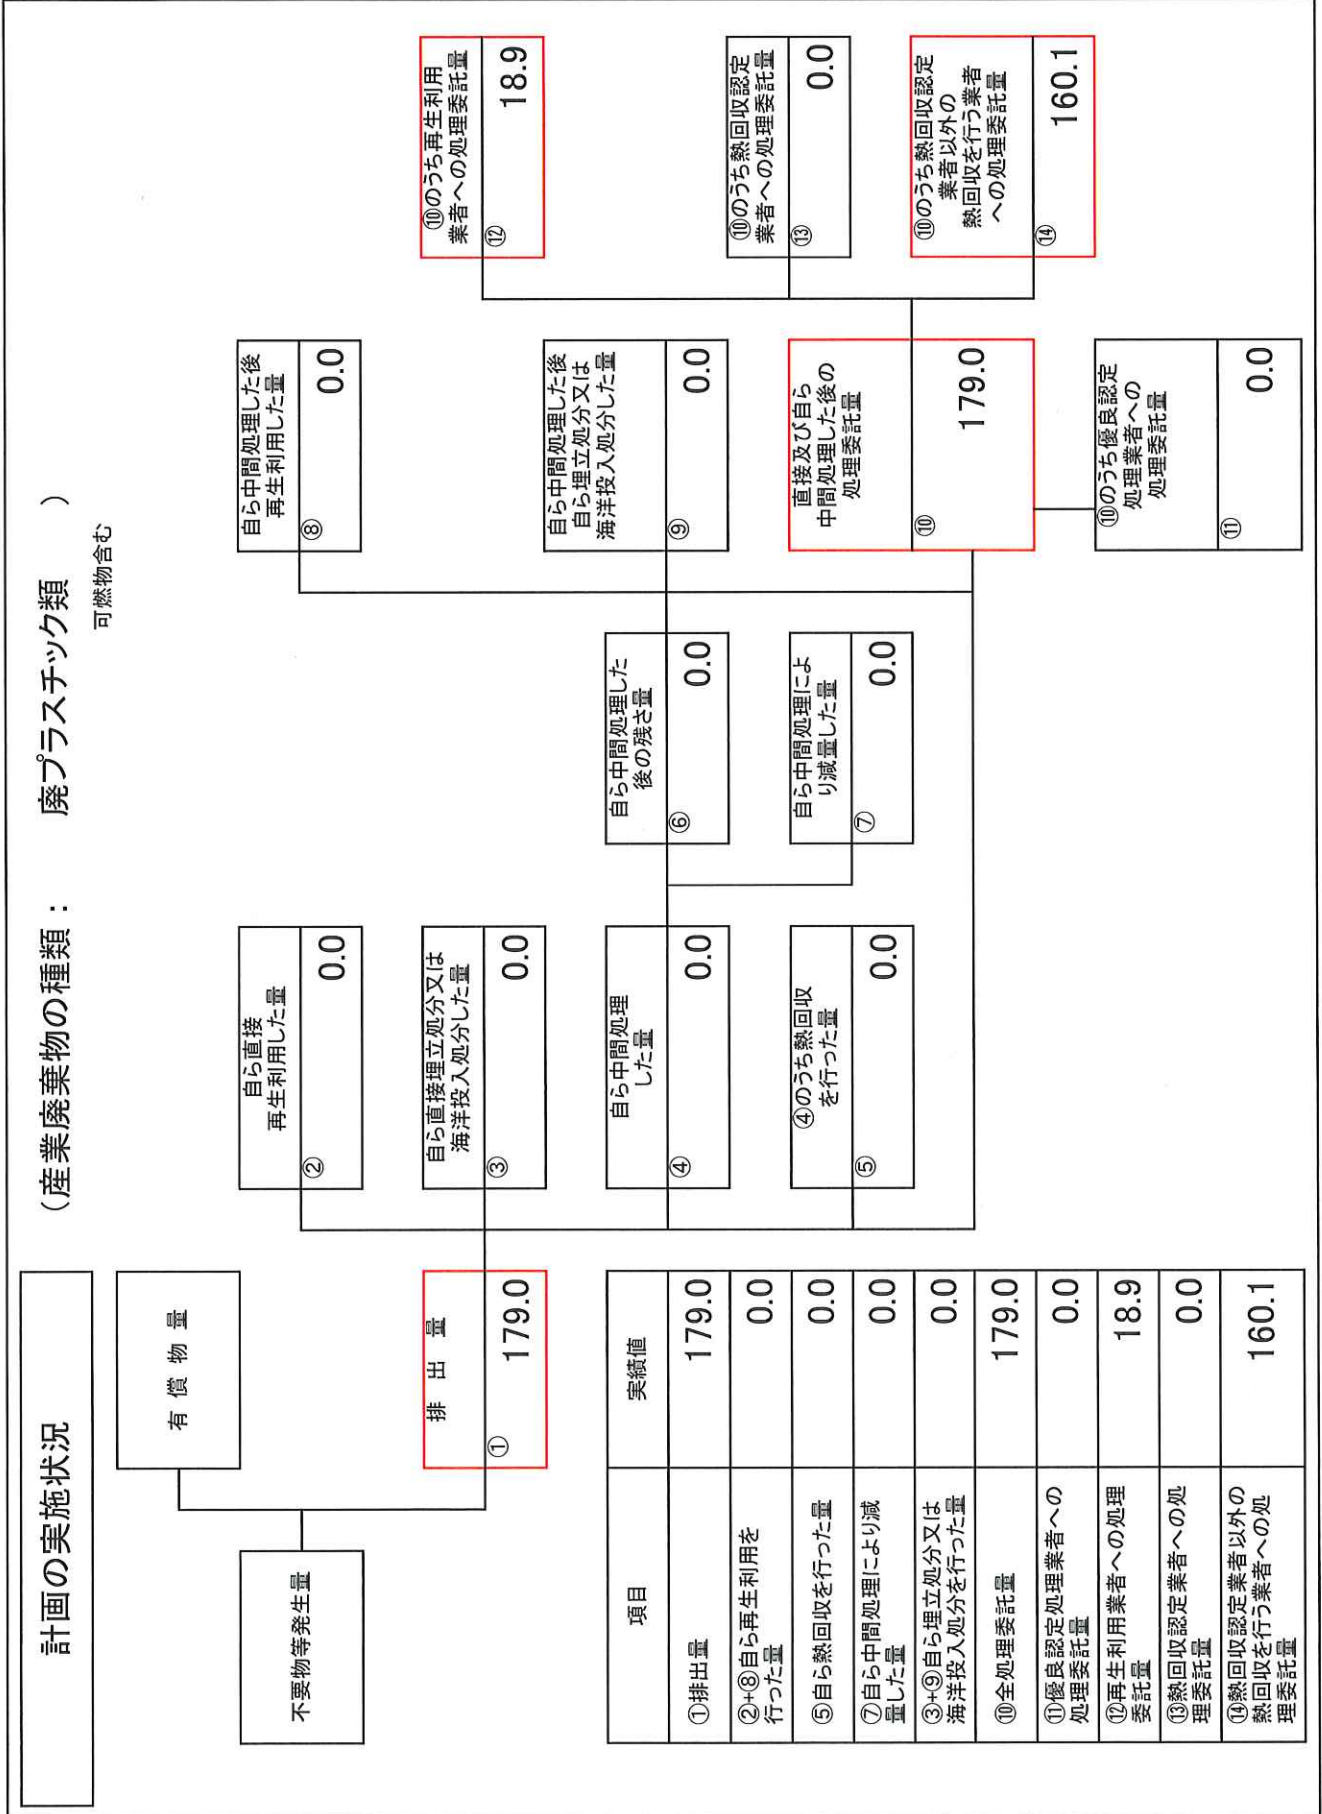 計画の実施状況
（産業廃棄物の種類： 廃プラスチック類 ）
可燃物含む
不要物等発生量
有 償 物 量
排 出 量
① 179.0
自ら直接
再生利用した量
② 0.0
自ら直接埋立処分又は
海洋投入処分した量
③ 0.0
自ら中間処理
した量
④ 0.0
④のうち熱回収
を行った量
⑤ 0.0
自ら中間処理した
後の残さ量
⑥ 0.0
自ら中間処理によ
り減量した量
⑦ 0.0
自ら中間処理した後
再生利用した量
⑧ 0.0
自ら中間処理した後
自ら埋立処分又は
海洋投入処分した量
⑨ 0.0
直接及び自ら
中間処理した後の
処理委託量
⑩ 179.0
⑩のうち優良認定
処理業者への
処理委託量
⑪ 0.0
⑩のうち再生利用
業者への処理委託量
⑫ 18.9
⑩のうち熱回収認定
業者への処理委託量
⑬ 0.0
⑩のうち熱回収認定
業者以外の
熱回収を行う業者
への処理委託量
⑭ 160.1
項目 実績値
①排出量 179.0
②+⑧自ら再生利用を
行った量 0.0
⑤自ら熱回収を行った量 0.0
⑦自ら中間処理により減
量した量 0.0
③+⑨自ら埋立処分又は
海洋投入処分を行った量 0.0
⑩全処理委託量 179.0
⑪優良認定処理業者への
処理委託量 0.0
⑫再生利用業者への処理
委託量 18.9
⑬熱回収認定業者への処
理委託量 0.0
⑭熱回収認定業者以外の
熱回収を行う業者への処
理委託量 160.1